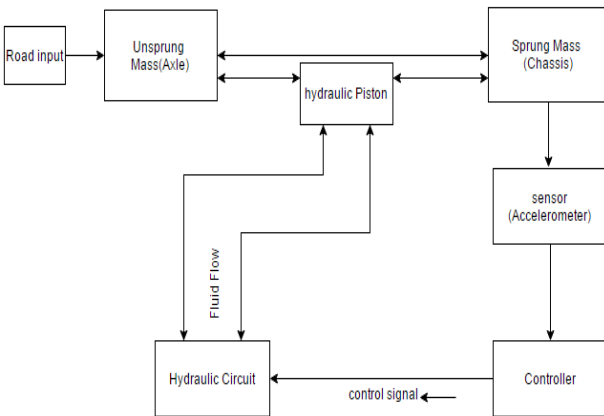 Road input
Unsprung
Mass(Axle)
Sprung Mass
(Chassis)
hydraulic Piston
sensor
(Accelerometer)
Fluid Flow
Hydraulic Circuit
control signal
Controller